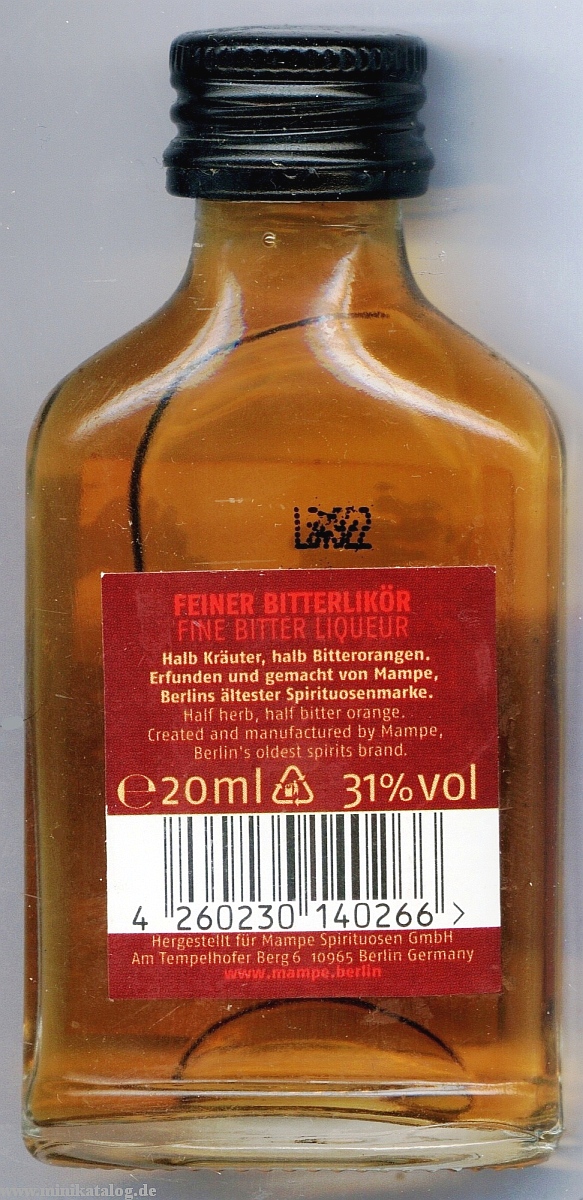 FEINER BITTERLIKÖR
FINE BITTER LIQUEUR
Halb Kräuter, halb Bitterorangen.
Erfunden und gemacht von Mampe,
Berlins ältester Spirituosenmarke.
Half herb, half bitter orange.
Created and manufactured by Mampe,
Berlin's oldest spirits brand.
℮20ml 31%vol
4 260230 140266 >
Hergestellt für Mampe Spirituosen GmbH
Am Tempelhofer Berg 6 10965 Berlin Germany
www.mampe.berlin
www.minikatalog.de